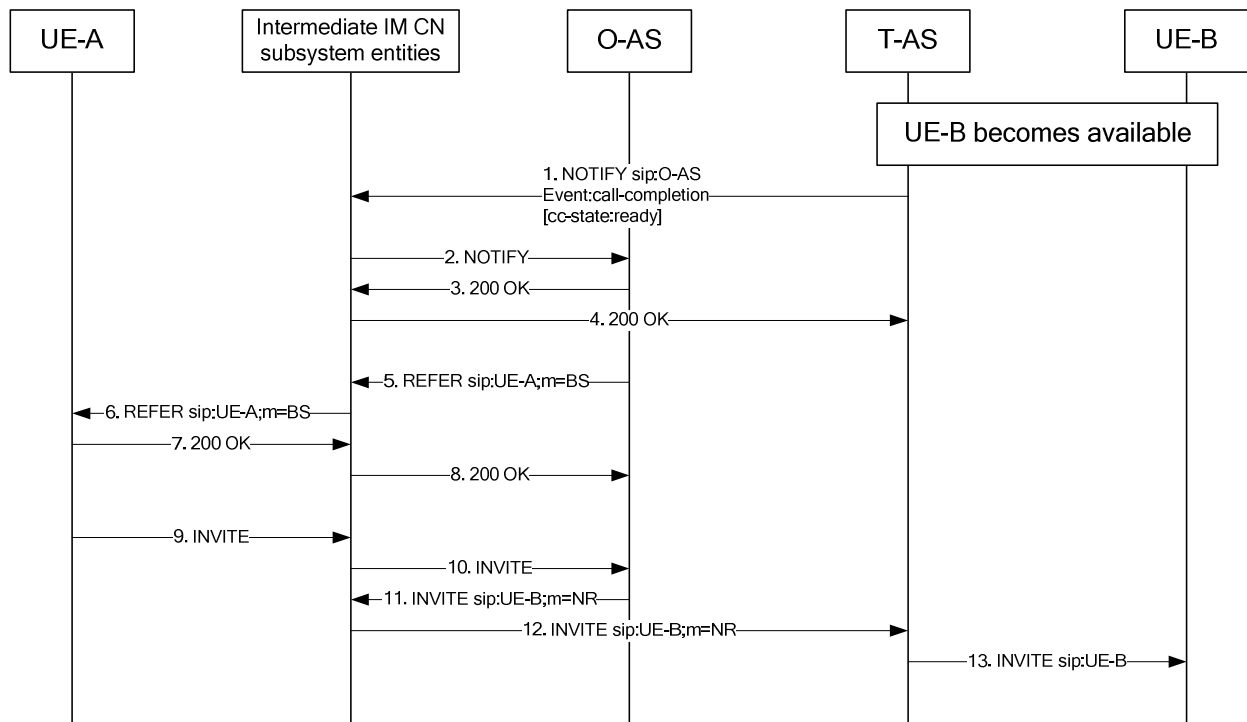 UE-A
Intermediate IM CN
subsystem entities
O-AS
T-AS
UE-B
UE-B becomes available
1. NOTIFY sip:O-AS
Event:call-completion
[cc-state:ready]
2. NOTIFY
3. 200 OK
4. 200 OK
5. REFER sip:UE-A;m=BS
6. REFER sip:UE-A;m=BS
7. 200 OK
8. 200 OK
9. INVITE
10. INVITE
11. INVITE sip:UE-B;m=NR
12. INVITE sip:UE-B;m=NR
13. INVITE sip:UE-B